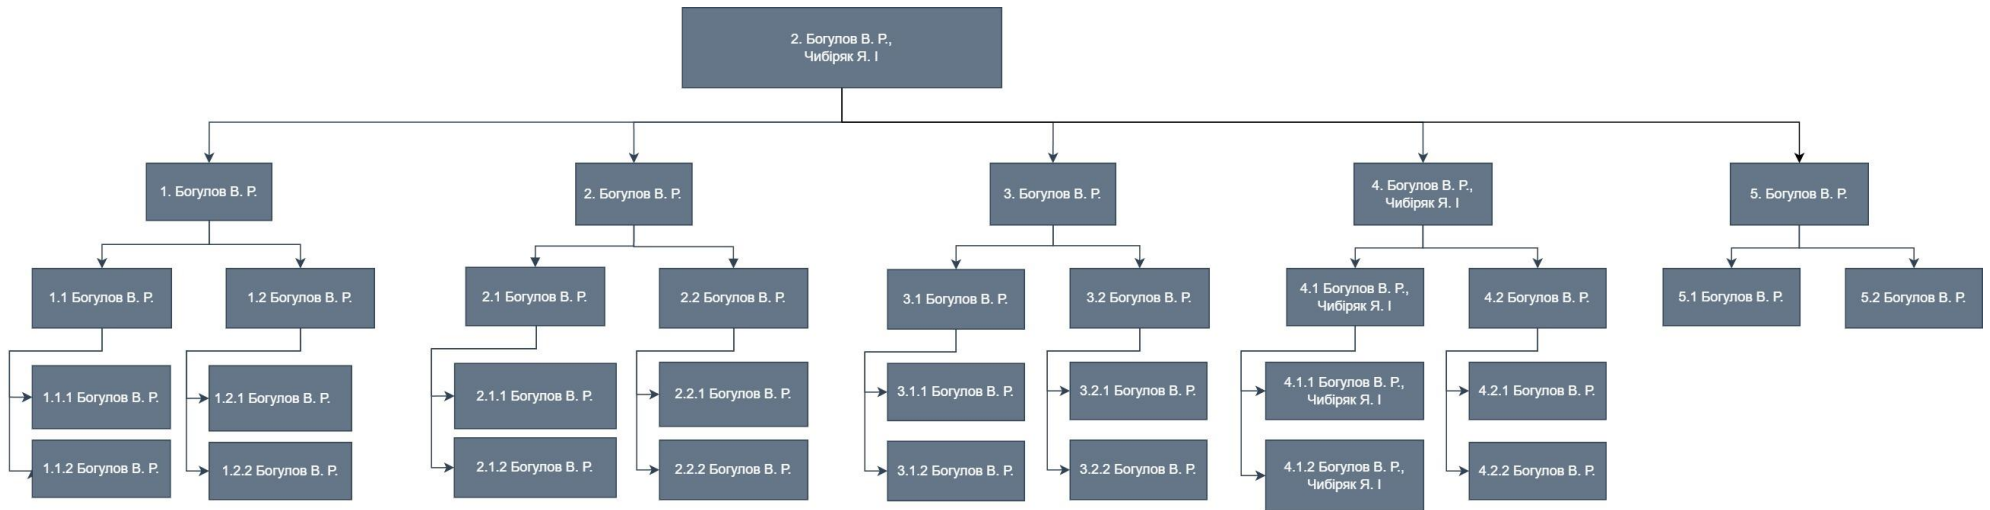 2. Богулов В. Р.,
Чибіряк Я. І
1. Богулов В. Р.
2. Богулов В. Р.
3. Богулов В. Р.
4. Богулов В. Р.,
Чибіряк Я. І
5. Богулов В. Р.
1.1 Богулов В. Р.
1.2 Богулов В. Р.
2.1 Богулов В. Р.
2.2 Богулов В. Р.
3.1 Богулов В. Р.
3.2 Богулов В. Р.
4.1 Богулов В. Р.,
Чибіряк Я. І
4.2 Богулов В. Р.
5.1 Богулов В. Р.
5.2 Богулов В. Р.
1.1.1 Богулов В. Р.
1.2.1 Богулов В. Р.
2.1.1 Богулов В. Р.
2.2.1 Богулов В. Р.
3.1.1 Богулов В. Р.
3.2.1 Богулов В. Р.
4.1.1 Богулов В. Р.,
Чибіряк Я. І
4.2.1 Богулов В. Р.
1.1.2 Богулов В. Р.
1.2.2 Богулов В. Р.
2.1.2 Богулов В. Р.
2.2.2 Богулов В. Р.
3.1.2 Богулов В. Р.
3.2.2 Богулов В. Р.
4.1.2 Богулов В. Р.,
Чибіряк Я. І
4.2.2 Богулов В. Р.